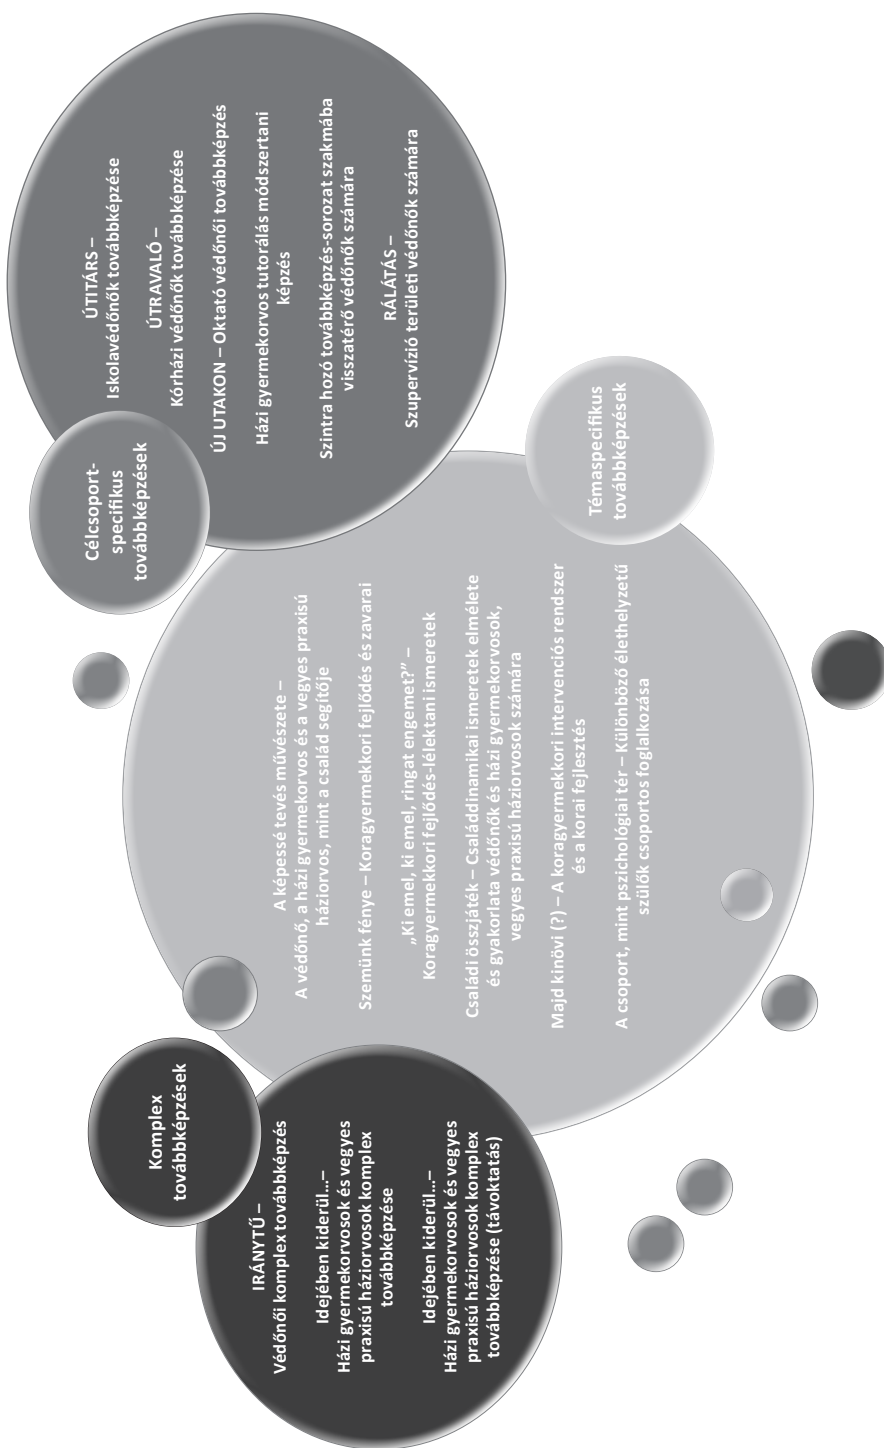 Komplex
továbbképzések
IRÁNYTŰ –
Védőnői komplex továbbképzés
Idejében kiderül...–
Házi gyermekorvosok és vegyes
praxisú háziorvosok komplex
továbbképzése
Idejében kiderül...–
Házi gyermekorvosok és vegyes
praxisú háziorvosok komplex
továbbképzése (távoktatás)
A képessé tevés művészete –
A védőnő, a házi gyermekorvos és a vegyes praxisú
háziorvos, mint a család segítője
Szemünk fénye – Koragyermekkori fejlődés és zavarai
„Ki emel, ki emel, ringat engemet?” –
Koragyermekkori fejlődés-lélektani ismeretek
Családi összjáték – Családdinamikai ismeretek elmélete
és gyakorlata védőnők és házi gyermekorvosok,
vegyes praxisú háziorvosok számára
Majd kinövi (?) – A koragyermekkori intervenciós rendszer
és a korai fejlesztés
A csoport, mint pszichológiai tér – Különböző élethelyzetű
szülők csoportos foglalkozása
Témaspecifikus
továbbképzések
Célcsoport-
specifikus
továbbképzések
ÚTITÁRS –
Iskolavédőnők továbbképzése
ÚTRAVALÓ –
Kórházi védőnők továbbképzése
ÚJ UTAKON – Oktató védőnői továbbképzés
Házi gyermekorvos tutorálás módszertani
képzés
Szintra hozó továbbképzés-sorozat szakmába
visszatérő védőnők számára
RÁLÁTÁS –
Szupervízió területi védőnők számára